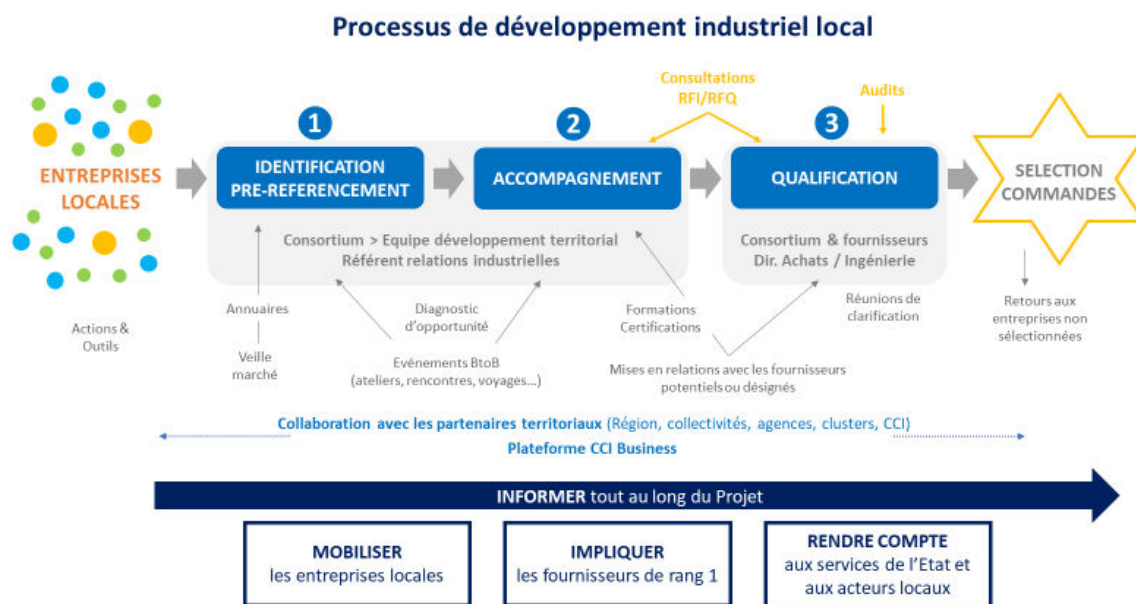 Processus de développement industriel local
Consultations
RFI/RFQ
Audits
1
2
3
ENTREPRISES
LOCALES
IDENTIFICATION
PRE-REFERENCEMENT
ACCOMPAGNEMENT
QUALIFICATION
SELECTION
COMMANDES
Consortium > Equipe développement territorial
Référent relations industrielles
Consortium & fournisseurs
Dir. Achats / Ingénierie
Actions &
Outils
Annuaires
Veille
marché
Diagnostic
d'opportunité
Evénements BtoB
(ateliers, rencontres, voyages...)
Formations
Certifications
Mises en relations avec les fournisseurs
potentiels ou désignés
Réunions de
clarification
Retours aux
entreprises non
sélectionnées
Collaboration avec les partenaires territoriaux (Région, collectivités, agences, clusters, CCI)
Plateforme CCI Business
INFORMER tout au long du Projet
MOBILISER
les entreprises locales
IMPLIQUER
les fournisseurs de rang 1
RENDRE COMPTE
aux services de l'Etat et
aux acteurs locaux